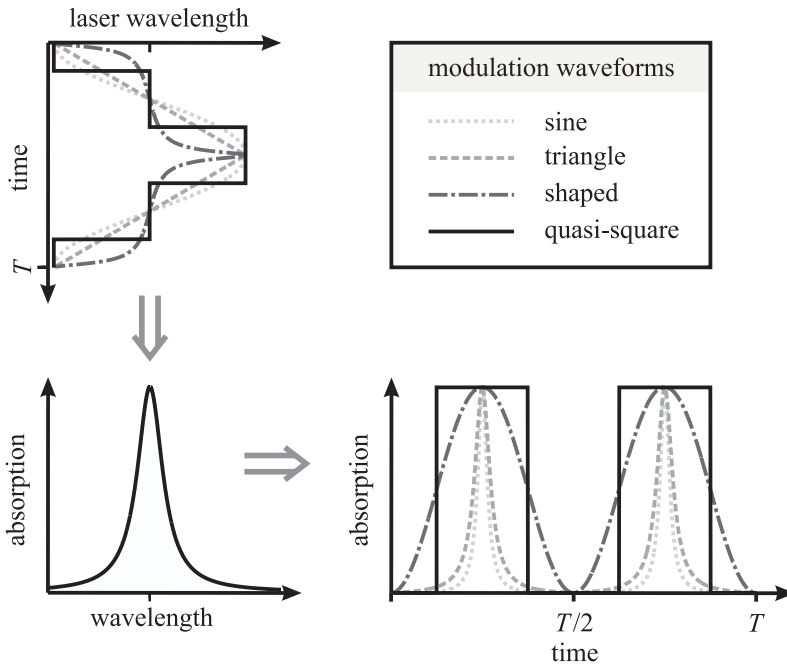 laser wavelength
time
T
modulation waveforms
sine
triangle
shaped
quasi-square
absorption
wavelength
absorption
T/2
T
time